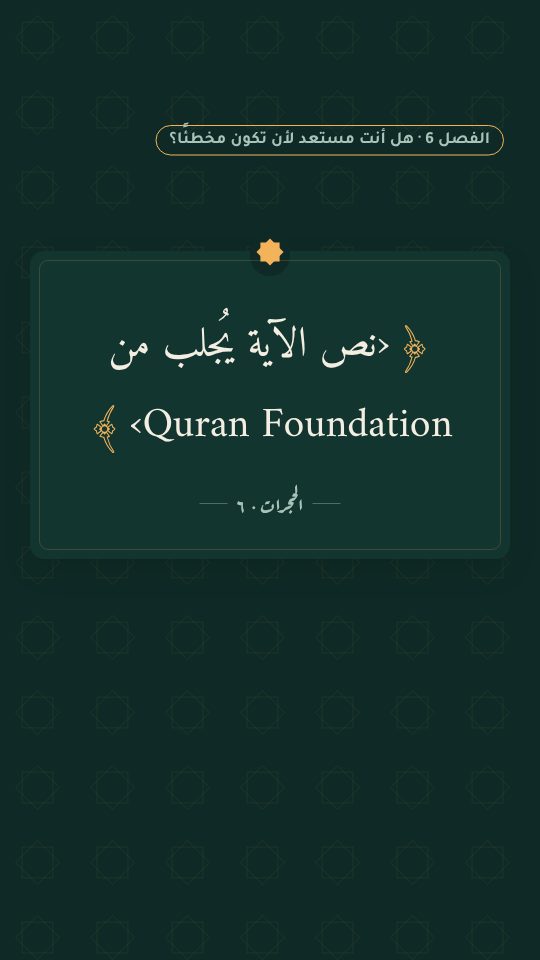 الفصل 6 · هل أنت مستعد لأن تكون مخطئًا؟
﴿ ‹نص الآية يُجلب من
Quran Foundation› ﴾
الحجرات · ٦